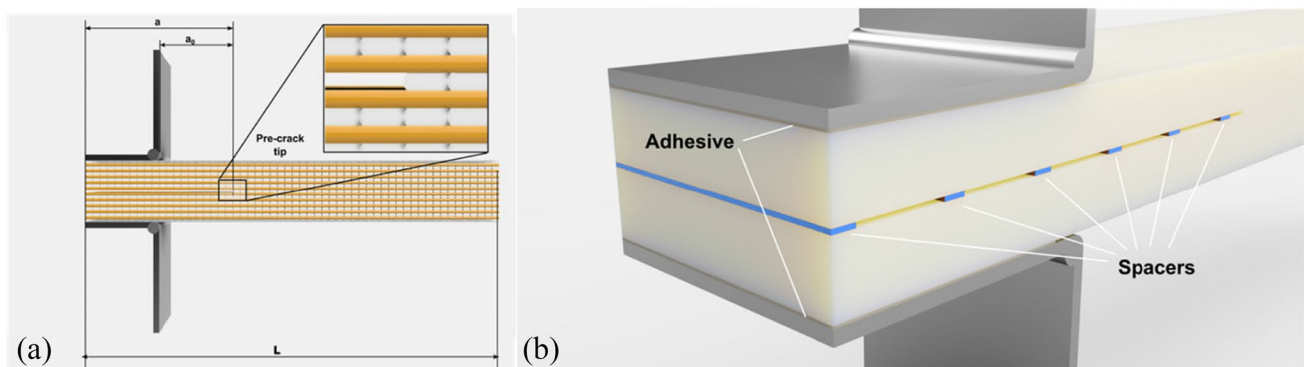 a
a₀
Pre-crack
tip
L
(a)
Adhesive
Spacers
(b)